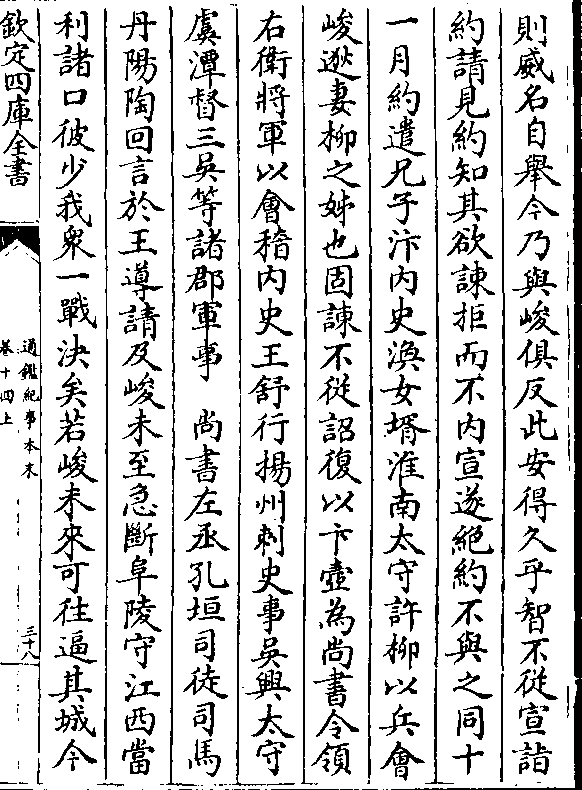 則威名自舉今乃與峻俱反此安得久乎智不從宣詣
約請見約知其欲諫拒而不内宣遂絕約不與之同十
一月約遣兄子沛内史渙女壻淮南太守許柳以兵會
峻逖妻柳之姊也固諫不從詔復以卞壼為尚書令領
右衛將軍以會稽内史王舒行揚州刺史事吳興太守
虞潭督三吳等諸郡軍事　尚書左丞孔坦司徒司馬
丹陽陶回言於王導請及峻未至急斷阜陵守江西當
利諸口彼少我衆一戰決矣若峻未來可往逼其城今
欽定四庫全書
通鑑紀事本末
卷十四上
三十八